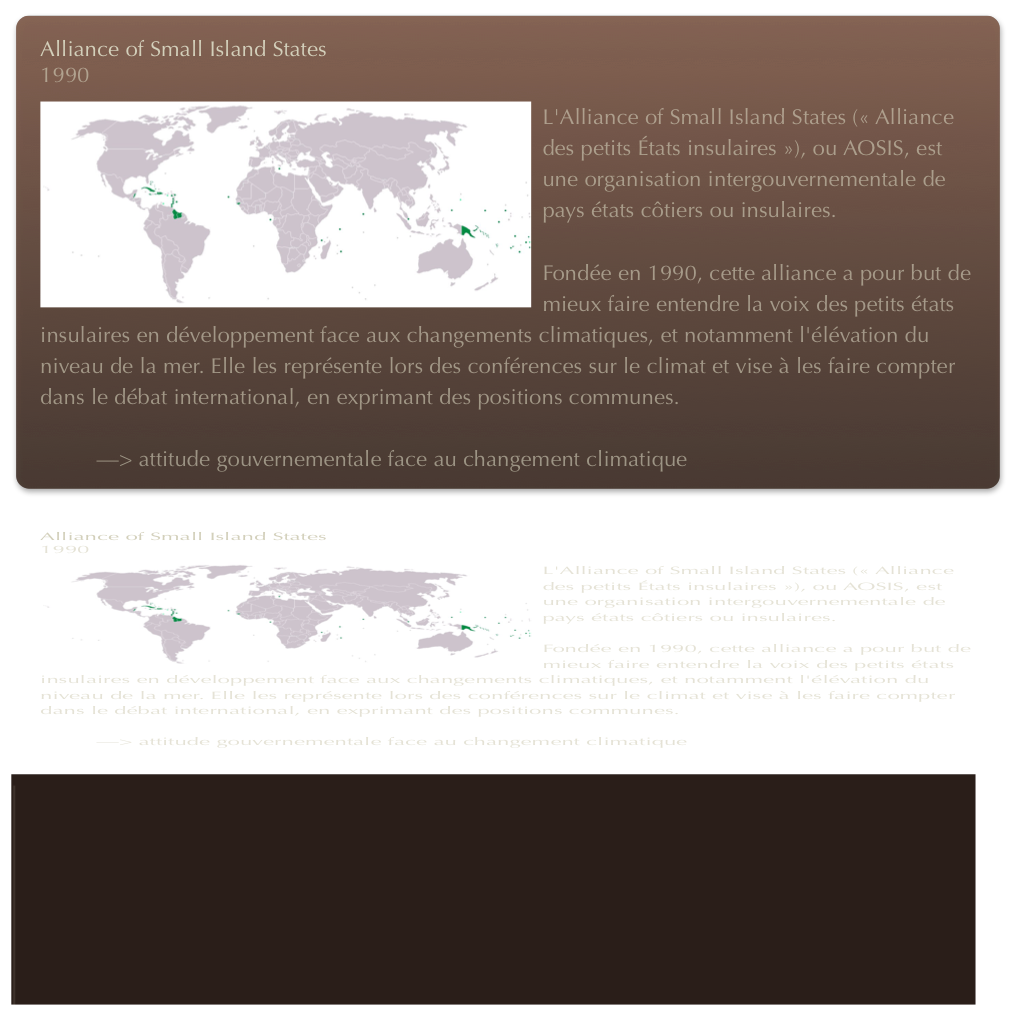 Alliance of Small Island States
1990
L'Alliance of Small Island States (« Alliance
des petits États insulaires »), ou AOSIS, est
une organisation intergouvernementale de
pays états côtiers ou insulaires.
Fondée en 1990, cette alliance a pour but de
mieux faire entendre la voix des petits états
insulaires en développement face aux changements climatiques, et notamment l'élévation du
niveau de la mer. Elle les représente lors des conférences sur le climat et vise à les faire compter
dans le débat international, en exprimant des positions communes.
—> attitude gouvernementale face au changement climatique
Alliance of Small Island States
1990
L'Alliance of Small Island States (« Alliance
des petits États insulaires »), ou AOSIS, est
une organisation intergouvernementale de
pays états côtiers ou insulaires.
Fondée en 1990, cette alliance a pour but de
mieux faire entendre la voix des petits états
insulaires en développement face aux changements climatiques, et notamment l'élévation du
niveau de la mer. Elle les représente lors des conférences sur le climat et vise à les faire compter
dans le débat international, en exprimant des positions communes.
—> attitude gouvernementale face au changement climatique